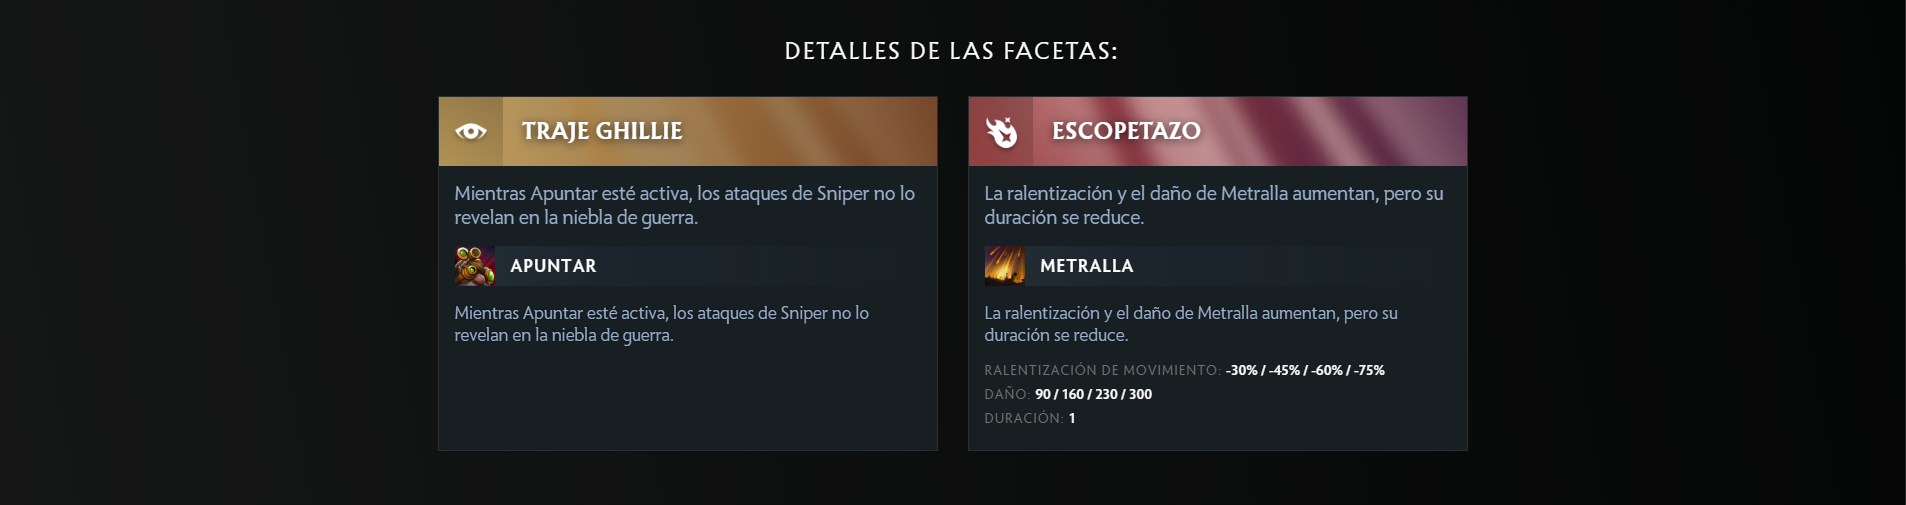 DETALLES DE LAS FACETAS:
TRAJE GHILLIE
Mientras Apuntar esté activa, los ataques de Sniper no lo
revelan en la niebla de guerra.
APUNTAR
Mientras Apuntar esté activa, los ataques de Sniper no lo
revelan en la niebla de guerra.
ESCOPETAZO
La ralentización y el daño de Metralla aumentan, pero su
duración se reduce.
METRALLA
La ralentización y el daño de Metralla aumentan, pero su
duración se reduce.
RALENTIZACIÓN DE MOVIMIENTO: -30% / -45% / -60% / -75%
DAÑO: 90 / 160 / 230 / 300
DURACIÓN: 1